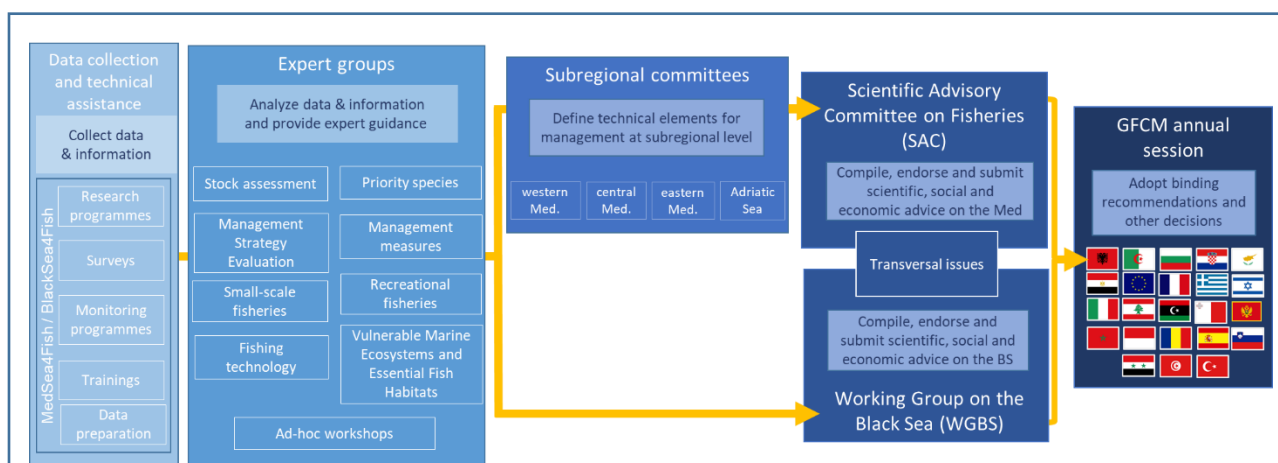 Data collection
and technical
assistance
Collect data
& information
MedSea4Fish / BlackSea4Fish
Research
programmes
Surveys
Monitoring
programmes
Trainings
Data
preparation
Expert groups
Analyze data & information
and provide expert guidance
Stock assessment
Priority species
Management
Strategy
Evaluation
Management
measures
Small-scale
fisheries
Recreational
fisheries
Fishing
technology
Vulnerable Marine
Ecosystems and
Essential Fish
Habitats
Ad-hoc workshops
Subregional committees
Define technical elements for
management at subregional level
western
Med.
central
Med.
eastern
Med.
Adriatic
Sea
Scientific Advisory
Committee on Fisheries
(SAC)
Compile, endorse and submit
scientific, social and
economic advice on the Med
Transversal issues
Compile, endorse and
submit scientific, social and
economic advice on the BS
Working Group on the
Black Sea (WGBS)
GFCM annual
session
Adopt binding
recommendations and
other decisions